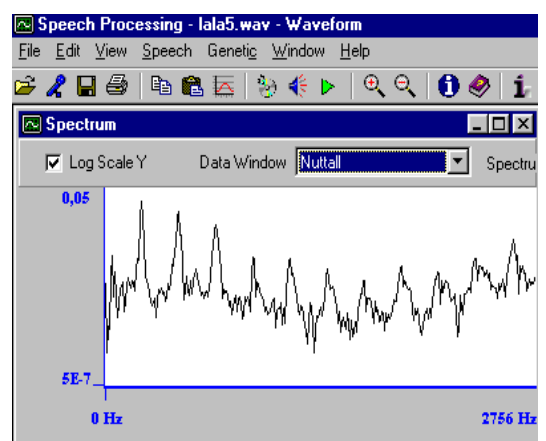 Speech Processing - lala5.wav - Waveform
File Edit View Speech Genetic Window Help
Spectrum
Log Scale Y Data Window Nuttall Spectru
0,05
5E-7
0 Hz 2756 Hz